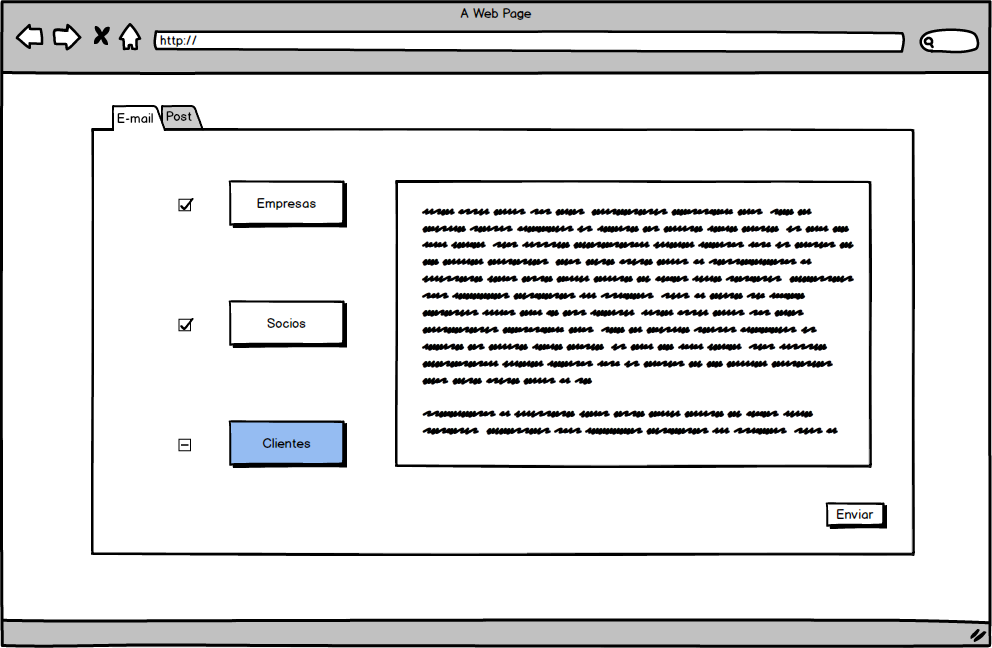 A Web Page
http://
E-mail
Post
Empresas
Socios
Clientes
Enviar